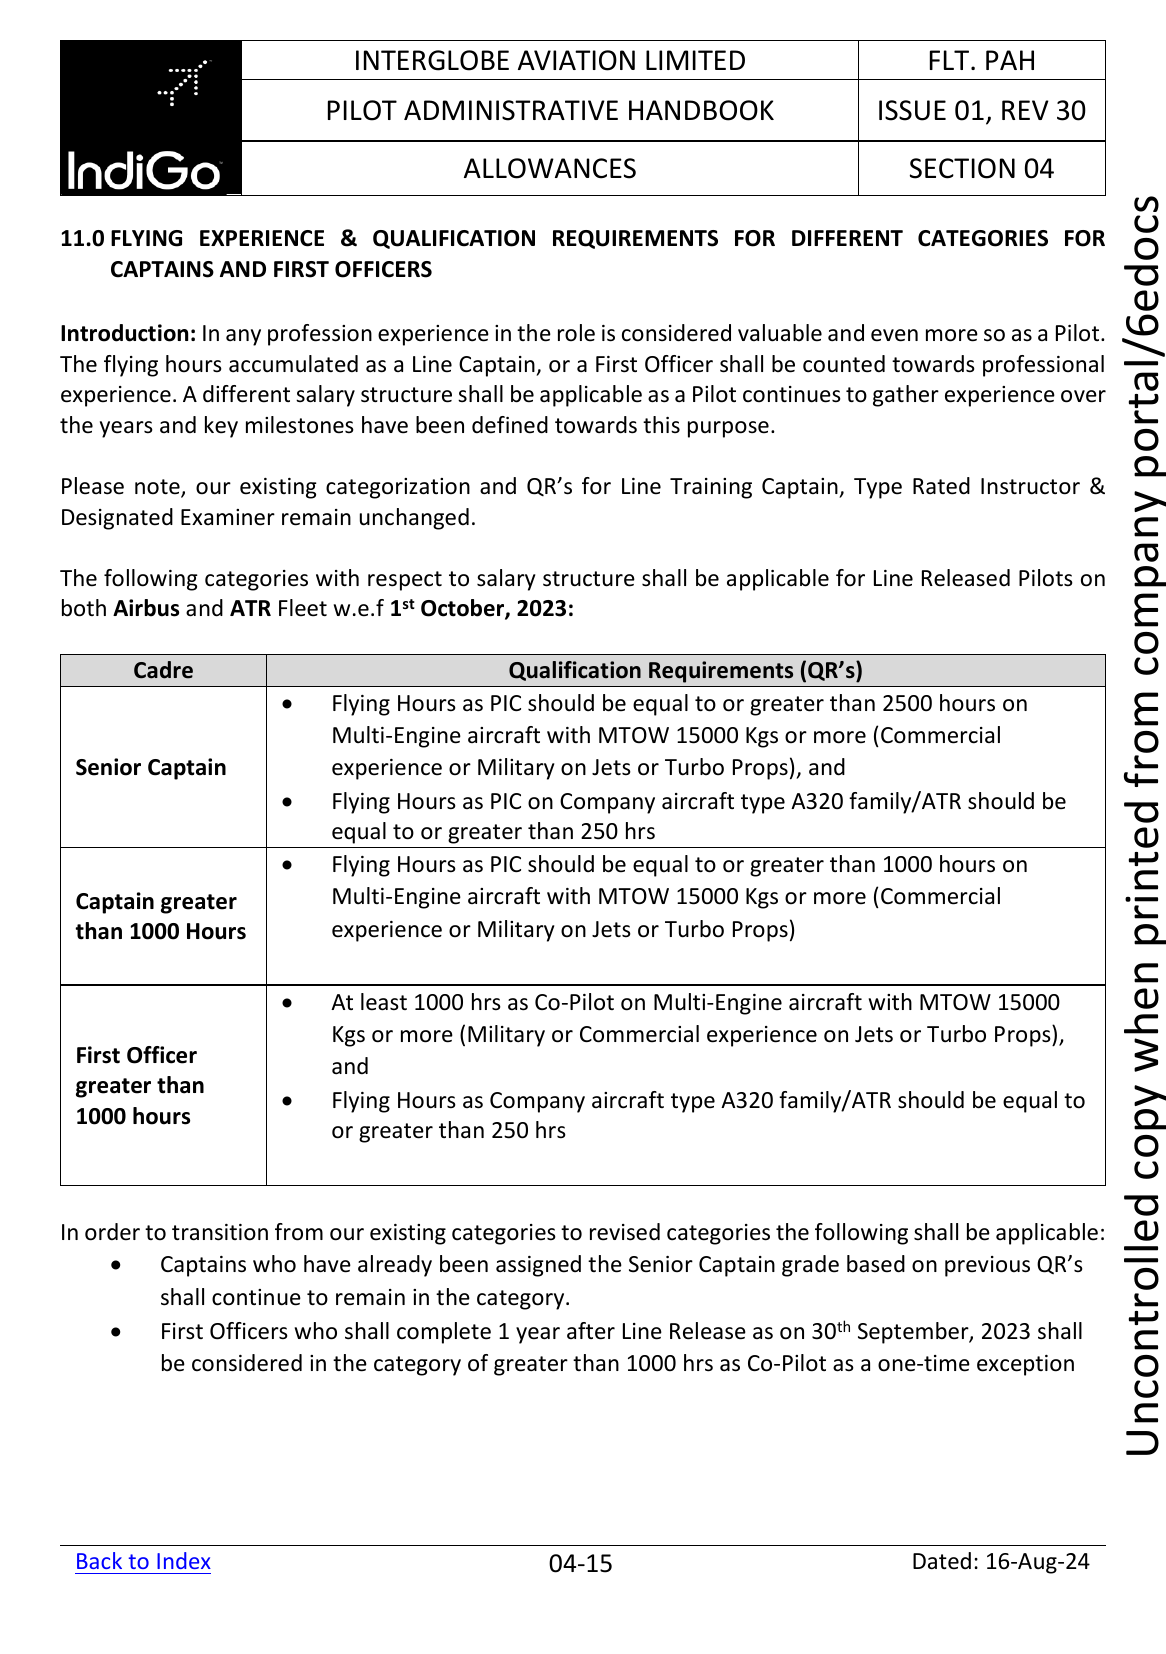 INTERGLOBE AVIATION LIMITED
FLT. PAH
PILOT ADMINISTRATIVE HANDBOOK
ISSUE 01, REV 30
IndiGo
ALLOWANCES
SECTION 04
11.0 FLYING EXPERIENCE & QUALIFICATION REQUIREMENTS FOR DIFFERENT CATEGORIES FOR
CAPTAINS AND FIRST OFFICERS
Introduction: In any profession experience in the role is considered valuable and even more so as a Pilot.
The flying hours accumulated as a Line Captain, or a First Officer shall be counted towards professional
experience. A different salary structure shall be applicable as a Pilot continues to gather experience over
the years and key milestones have been defined towards this purpose.
Please note, our existing categorization and QR’s for Line Training Captain, Type Rated Instructor &
Designated Examiner remain unchanged.
The following categories with respect to salary structure shall be applicable for Line Released Pilots on
both Airbus and ATR Fleet w.e.f 1st October, 2023:
Cadre
Qualification Requirements (QR’s)
Senior Captain
• Flying Hours as PIC should be equal to or greater than 2500 hours on
Multi-Engine aircraft with MTOW 15000 Kgs or more (Commercial
experience or Military on Jets or Turbo Props), and
• Flying Hours as PIC on Company aircraft type A320 family/ATR should be
equal to or greater than 250 hrs
Captain greater
than 1000 Hours
• Flying Hours as PIC should be equal to or greater than 1000 hours on
Multi-Engine aircraft with MTOW 15000 Kgs or more (Commercial
experience or Military on Jets or Turbo Props)
First Officer
greater than
1000 hours
• At least 1000 hrs as Co-Pilot on Multi-Engine aircraft with MTOW 15000
Kgs or more (Military or Commercial experience on Jets or Turbo Props),
and
• Flying Hours as Company aircraft type A320 family/ATR should be equal to
or greater than 250 hrs
In order to transition from our existing categories to revised categories the following shall be applicable:
• Captains who have already been assigned the Senior Captain grade based on previous QR’s
shall continue to remain in the category.
• First Officers who shall complete 1 year after Line Release as on 30th September, 2023 shall
be considered in the category of greater than 1000 hrs as Co-Pilot as a one-time exception
Back to Index
04-15
Dated: 16-Aug-24
Uncontrolled copy when printed from company portal/6edocs